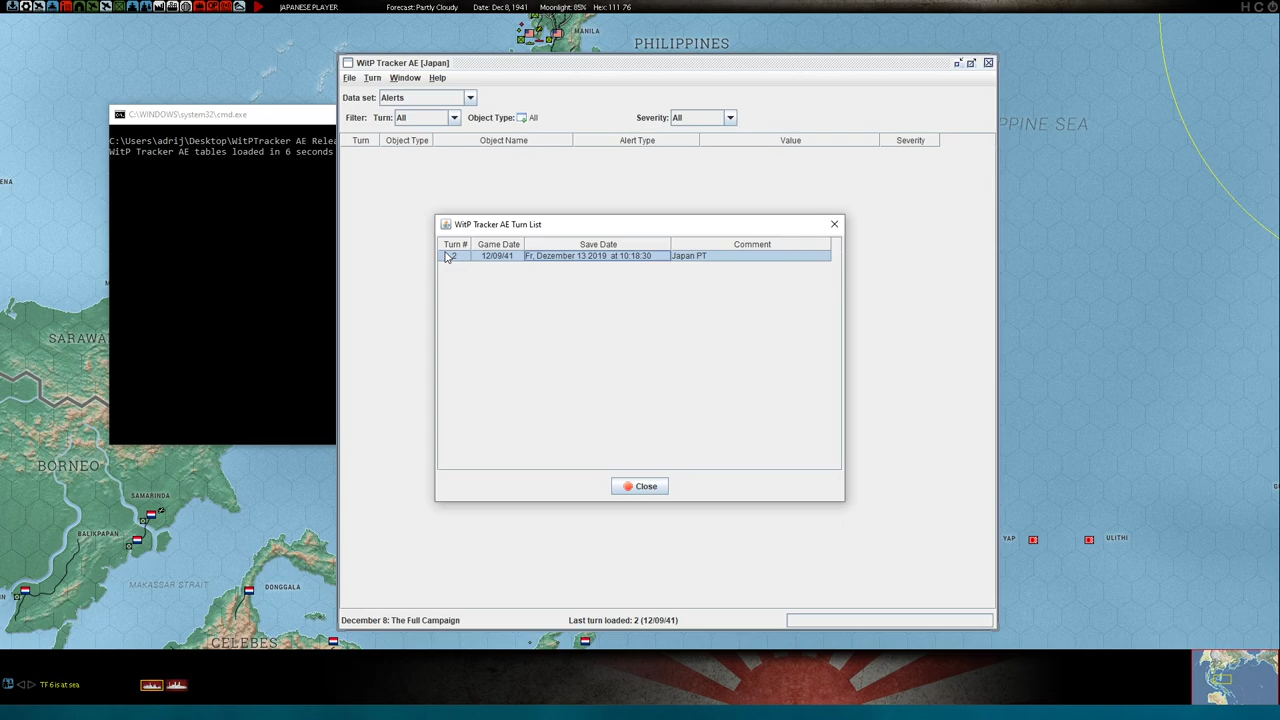 JAPANESE PLAYER
Forecast: Partly Cloudy
Date: Dec 8, 1941
Moonlight: 85%
Hex: 111 76
H C
MANILA
PHILIPPINES
WitP Tracker AE [Japan]
File Turn Window Help
Data set: Alerts
Filter: Turn: All Object Type: All Severity: All
Turn Object Type Object Name Alert Type Value Severity
C:\WINDOWS\system32\cmd.exe
C:\Users\adrij\Desktop\WitPTracker AE Relea
WitP Tracker AE tables loaded in 6 seconds
PPINE SEA
ENA
WitP Tracker AE Turn List
Turn # Game Date Save Date Comment
2 12/09/41 Fr, Dezember 13 2019 at 10:18:30 Japan PT
Close
SARAWA
BORNEO
SAMARINDA
BALIKPAPAN
MAKASSAR STRAIT
DONGGALA
CELEBES
YAP
ULITHI
December 8: The Full Campaign
Last turn loaded: 2 (12/09/41)
TF 6 is at sea